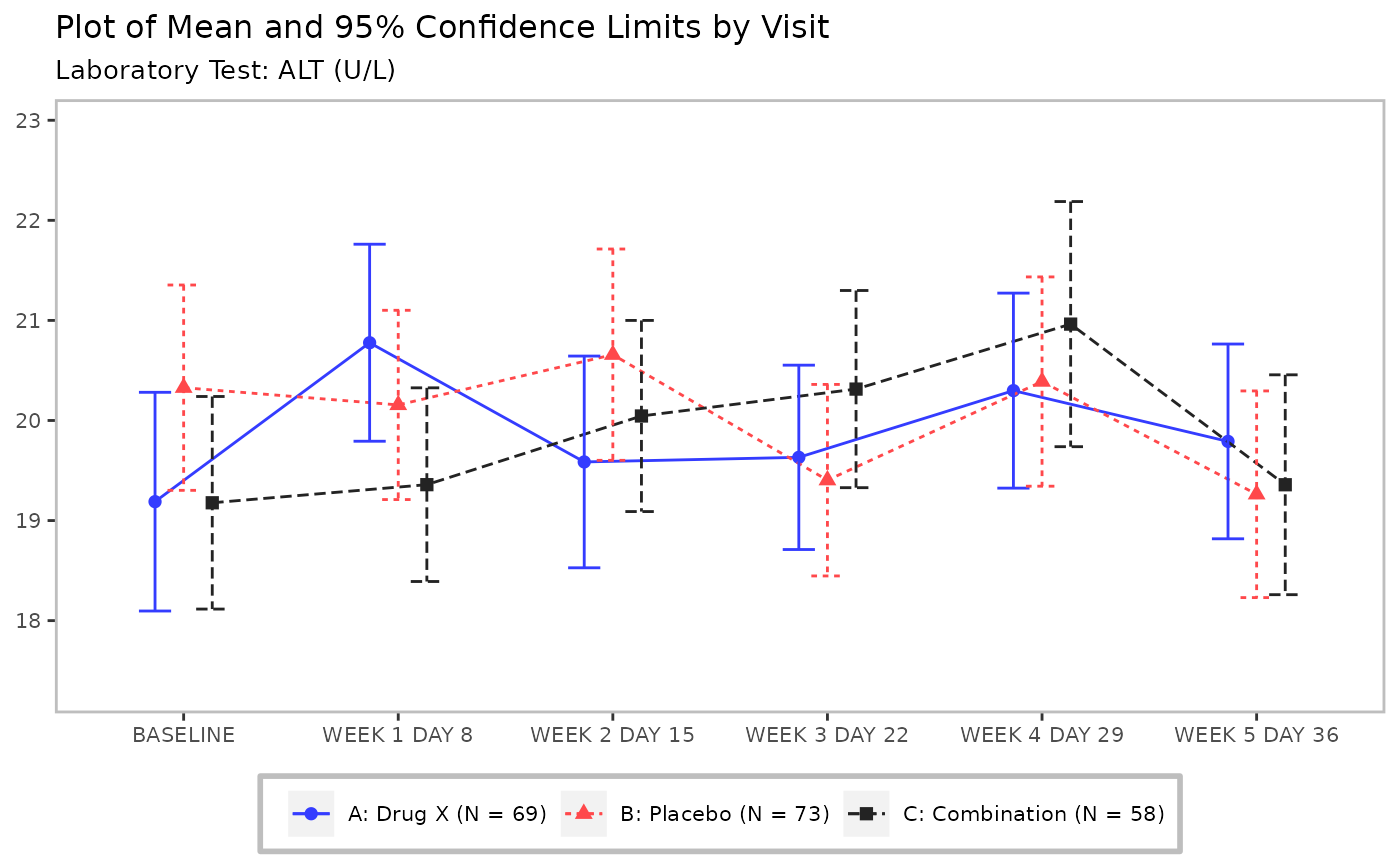 Plot of Mean and 95% Confidence Limits by Visit
Laboratory Test: ALT (U/L)
23
22
21
20
19
18
BASELINE
WEEK 1 DAY 8
WEEK 2 DAY 15
WEEK 3 DAY 22
WEEK 4 DAY 29
WEEK 5 DAY 36
A: Drug X (N = 69)
B: Placebo (N = 73)
C: Combination (N = 58)